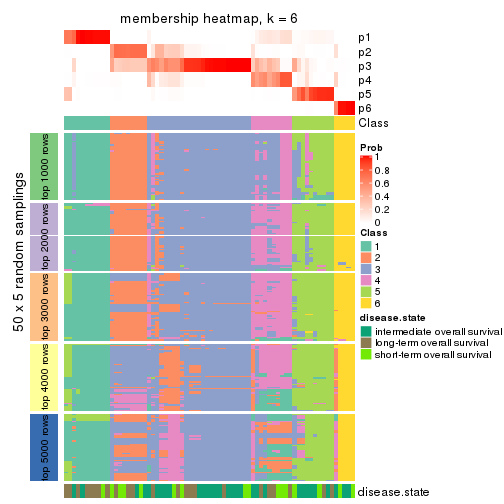 membership heatmap, k = 6
p1
p2
p3
p4
p5
p6
Class
50 x 5 random samplings
top 1000 rows
top 2000 rows
top 3000 rows
top 4000 rows
top 5000 rows
Prob
1
0.8
0.6
0.4
0.2
0
Class
1
2
3
4
5
6
disease.state
intermediate overall survival
long-term overall survival
short-term overall survival
disease.state